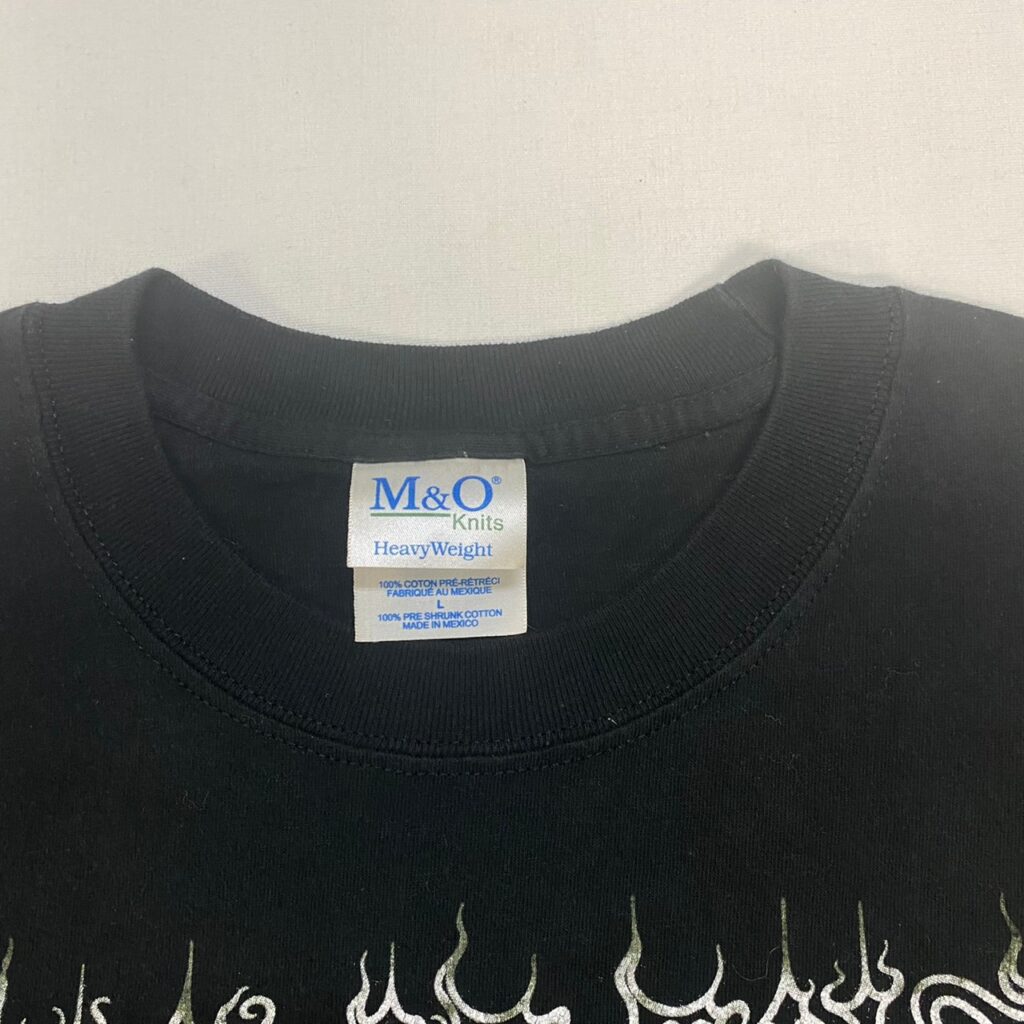 M&O®
Knits
HeavyWeight
100% COTON PRÉ-RÉTRÉCI
FABRIQUÉ AU MEXIQUE
L
100% PRE SHRUNK COTTON
MADE IN MEXICO